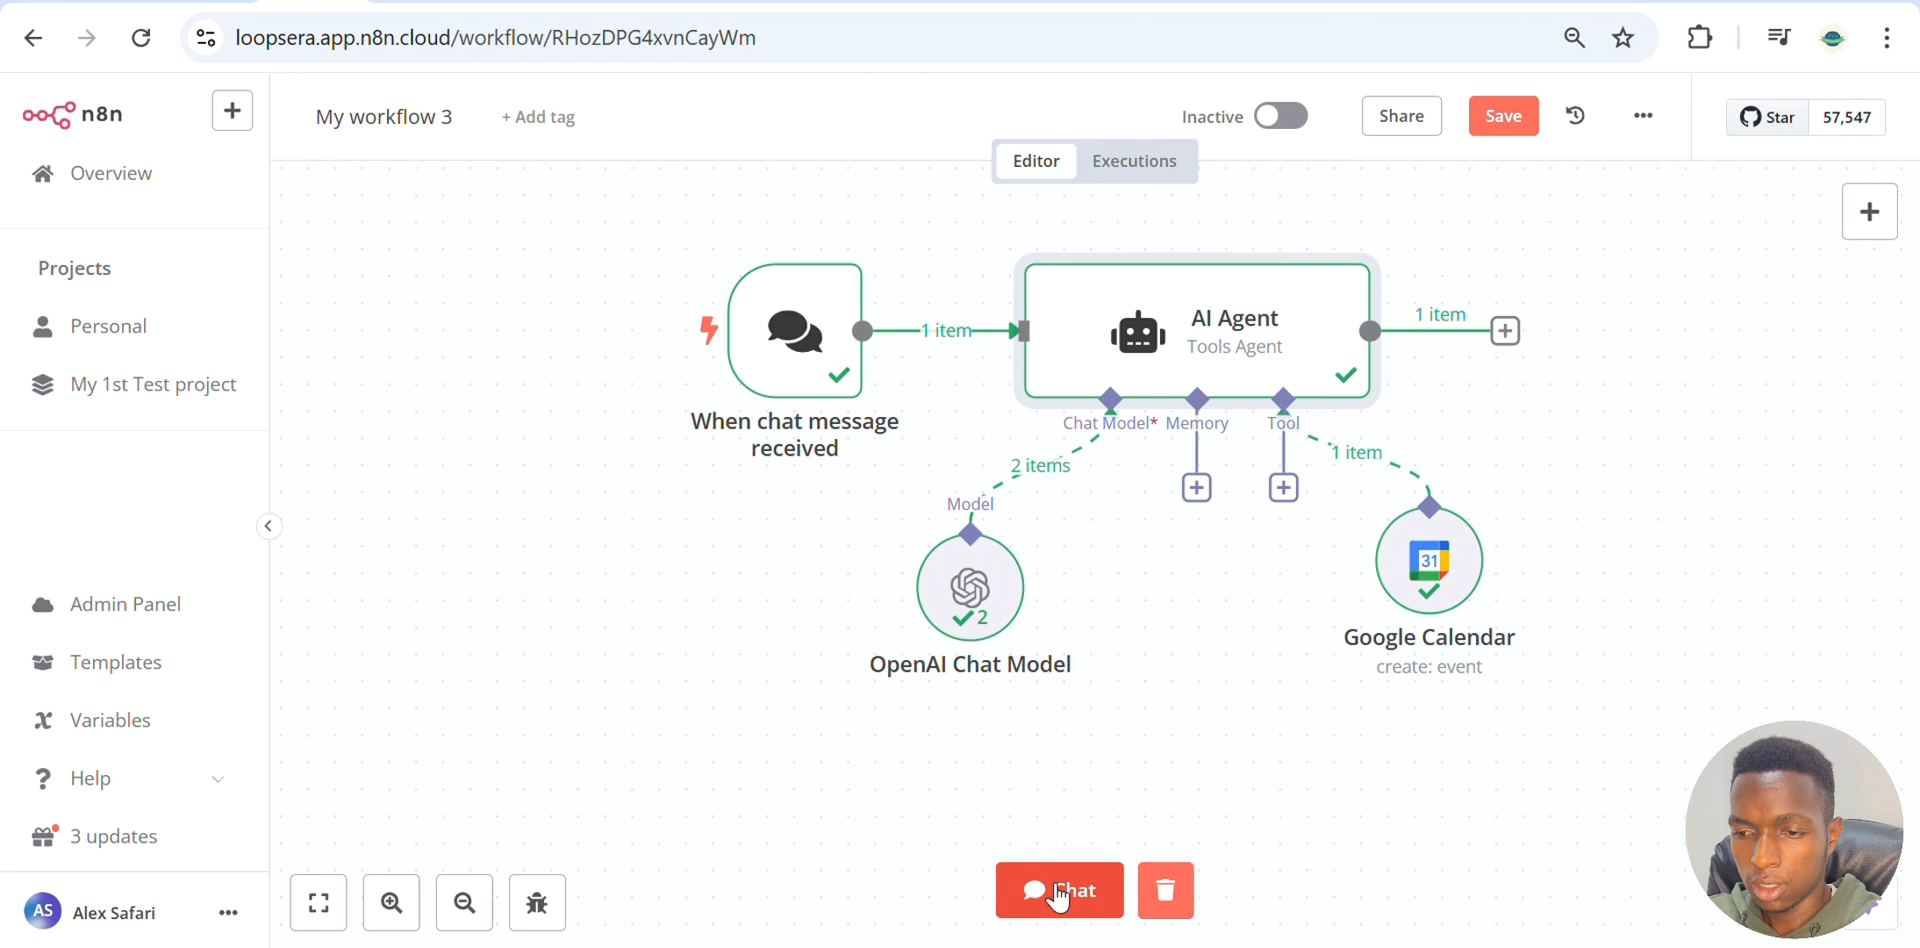 loopsera.app.n8n.cloud/workflow/RHozDPG4xvnCayWm
n8n
My workflow 3
+ Add tag
Inactive
Share
Save
Star
57,547
Editor
Executions
Overview
Projects
Personal
My 1st Test project
Admin Panel
Templates
Variables
Help
3 updates
AS
Alex Safari
1 item
AI Agent
Tools Agent
1 item
When chat message
received
Chat Model*
Memory
Tool
2 items
1 item
Model
2
OpenAI Chat Model
31
Google Calendar
create: event